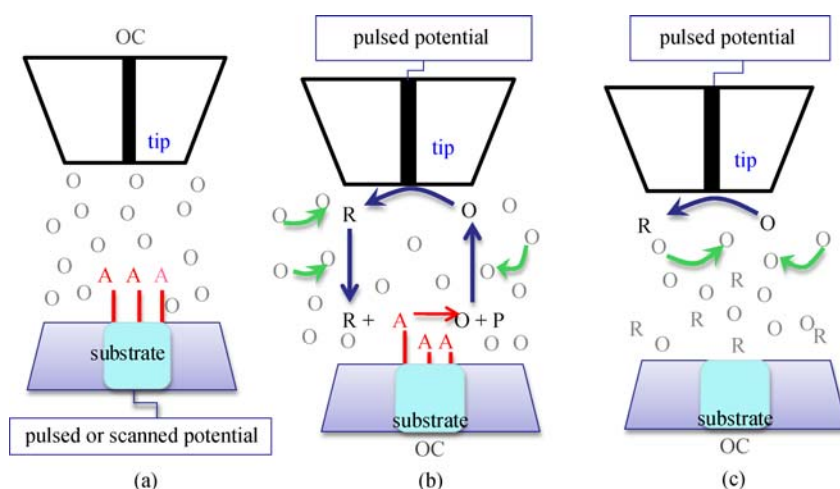 OC
tip
O O O O
O O O O
O O O O
O O
A A A
O O O O
substrate
pulsed or scanned potential
(a)
pulsed potential
tip
O O R O O
O O O
O O O O O
O O
R + A O + P
O O O O
A A
substrate
OC
(b)
pulsed potential
tip
R O
O O O O
R O
R O O
R O R O R
O R
substrate
OC
(c)